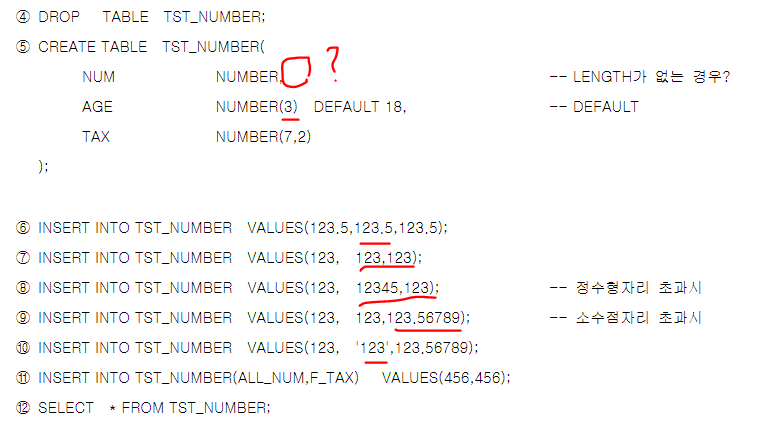 ④ DROP TABLE TST_NUMBER;
⑤ CREATE TABLE TST_NUMBER( ?
NUM NUMBER, -- LENGTH가 없는 경우?
AGE NUMBER(3) DEFAULT 18, -- DEFAULT
TAX NUMBER(7,2)
);
⑥ INSERT INTO TST_NUMBER VALUES(123.5,123.5,123.5);
⑦ INSERT INTO TST_NUMBER VALUES(123, 123,123);
⑧ INSERT INTO TST_NUMBER VALUES(123, 12345,123); -- 정수형자리 초과시
⑨ INSERT INTO TST_NUMBER VALUES(123, 123,123.56789); -- 소수점자리 초과시
⑩ INSERT INTO TST_NUMBER VALUES(123, '123',123.56789);
⑪ INSERT INTO TST_NUMBER(ALL_NUM,F_TAX) VALUES(456,456);
⑫ SELECT * FROM TST_NUMBER;